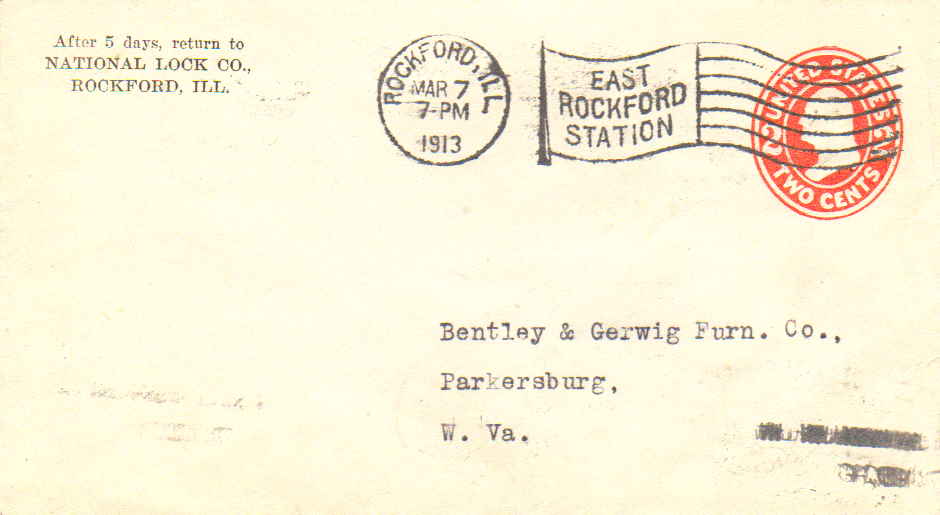 After 5 days, return to
NATIONAL LOCK CO.,
ROCKFORD, ILL.
ROCKFORD, ILL
MAR 7
7-PM
1913
EAST
ROCKFORD
STATION
UNITED STATES
TWO CENTS
Bentley & Gerwig Furn. Co.,
Parkersburg,
W. Va.